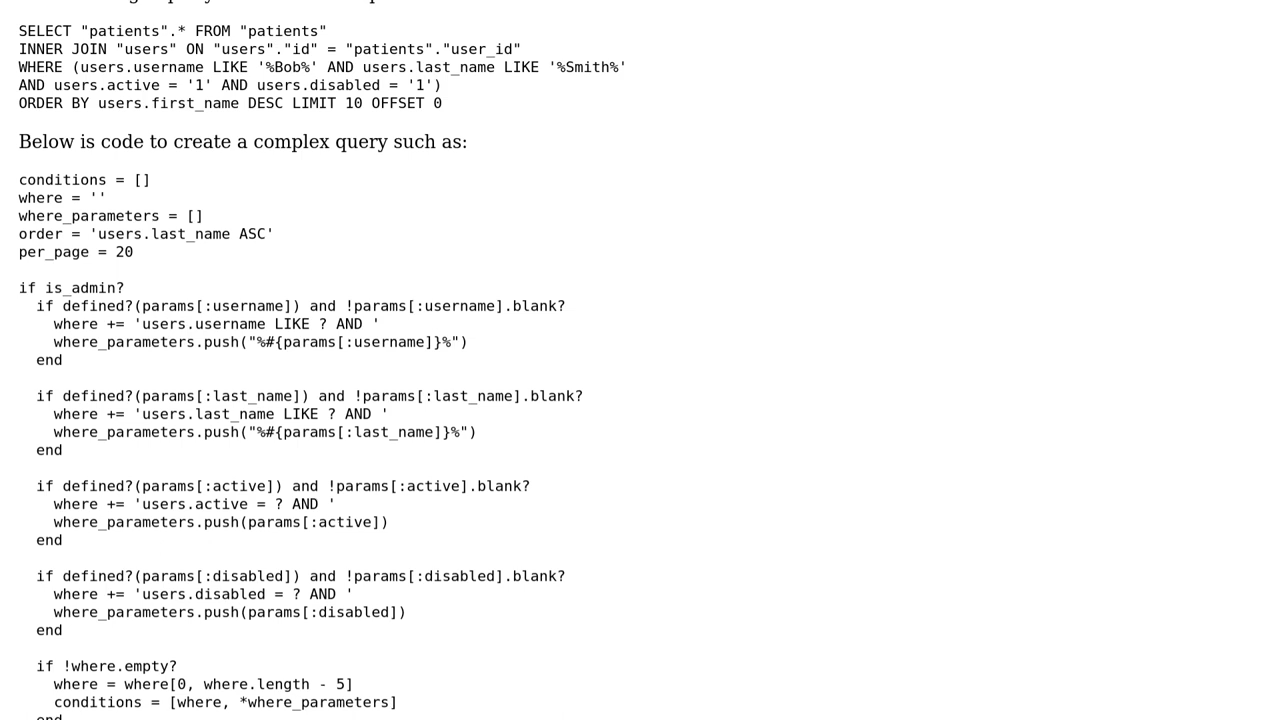 SELECT "patients".* FROM "patients"
INNER JOIN "users" ON "users"."id" = "patients"."user_id"
WHERE (users.username LIKE '%Bob%' AND users.last_name LIKE '%Smith%'
AND users.active = '1' AND users.disabled = '1')
ORDER BY users.first_name DESC LIMIT 10 OFFSET 0
Below is code to create a complex query such as:
conditions = []
where = ''
where_parameters = []
order = 'users.last_name ASC'
per_page = 20
if is_admin?
  if defined?(params[:username]) and !params[:username].blank?
    where += 'users.username LIKE ? AND '
    where_parameters.push("%#{params[:username]}%")
  end
  if defined?(params[:last_name]) and !params[:last_name].blank?
    where += 'users.last_name LIKE ? AND '
    where_parameters.push("%#{params[:last_name]}%")
  end
  if defined?(params[:active]) and !params[:active].blank?
    where += 'users.active = ? AND '
    where_parameters.push(params[:active])
  end
  if defined?(params[:disabled]) and !params[:disabled].blank?
    where += 'users.disabled = ? AND '
    where_parameters.push(params[:disabled])
  end
  if !where.empty?
    where = where[0, where.length - 5]
    conditions = [where, *where_parameters]
  end